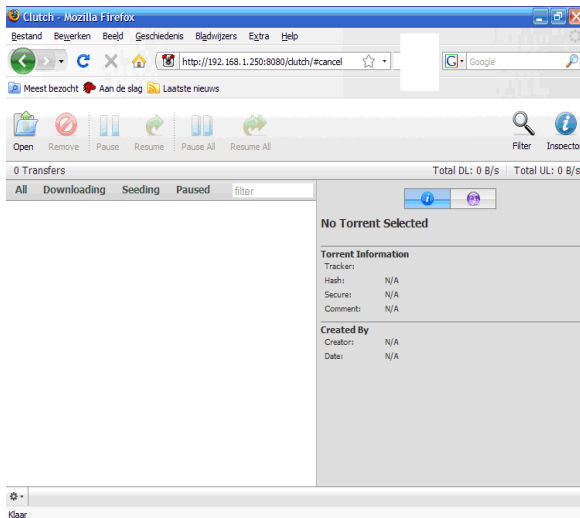 Clutch - Mozilla Firefox
Bestand Bewerken Beeld Geschiedenis Bladwijzers Extra Help
http://192.168.1.250:8080/clutch/#cancel G Google
Meest bezocht Aan de slag Laatste nieuws
Open Remove Pause Resume Pause All Resume All Filter Inspecto
0 Transfers Total DL: 0 B/s Total UL: 0 B/s
All Downloading Seeding Paused filter
No Torrent Selected
Torrent Information
Tracker:
Hash: N/A
Secure: N/A
Comment: N/A
Created By
Creator: N/A
Date: N/A
Klaar